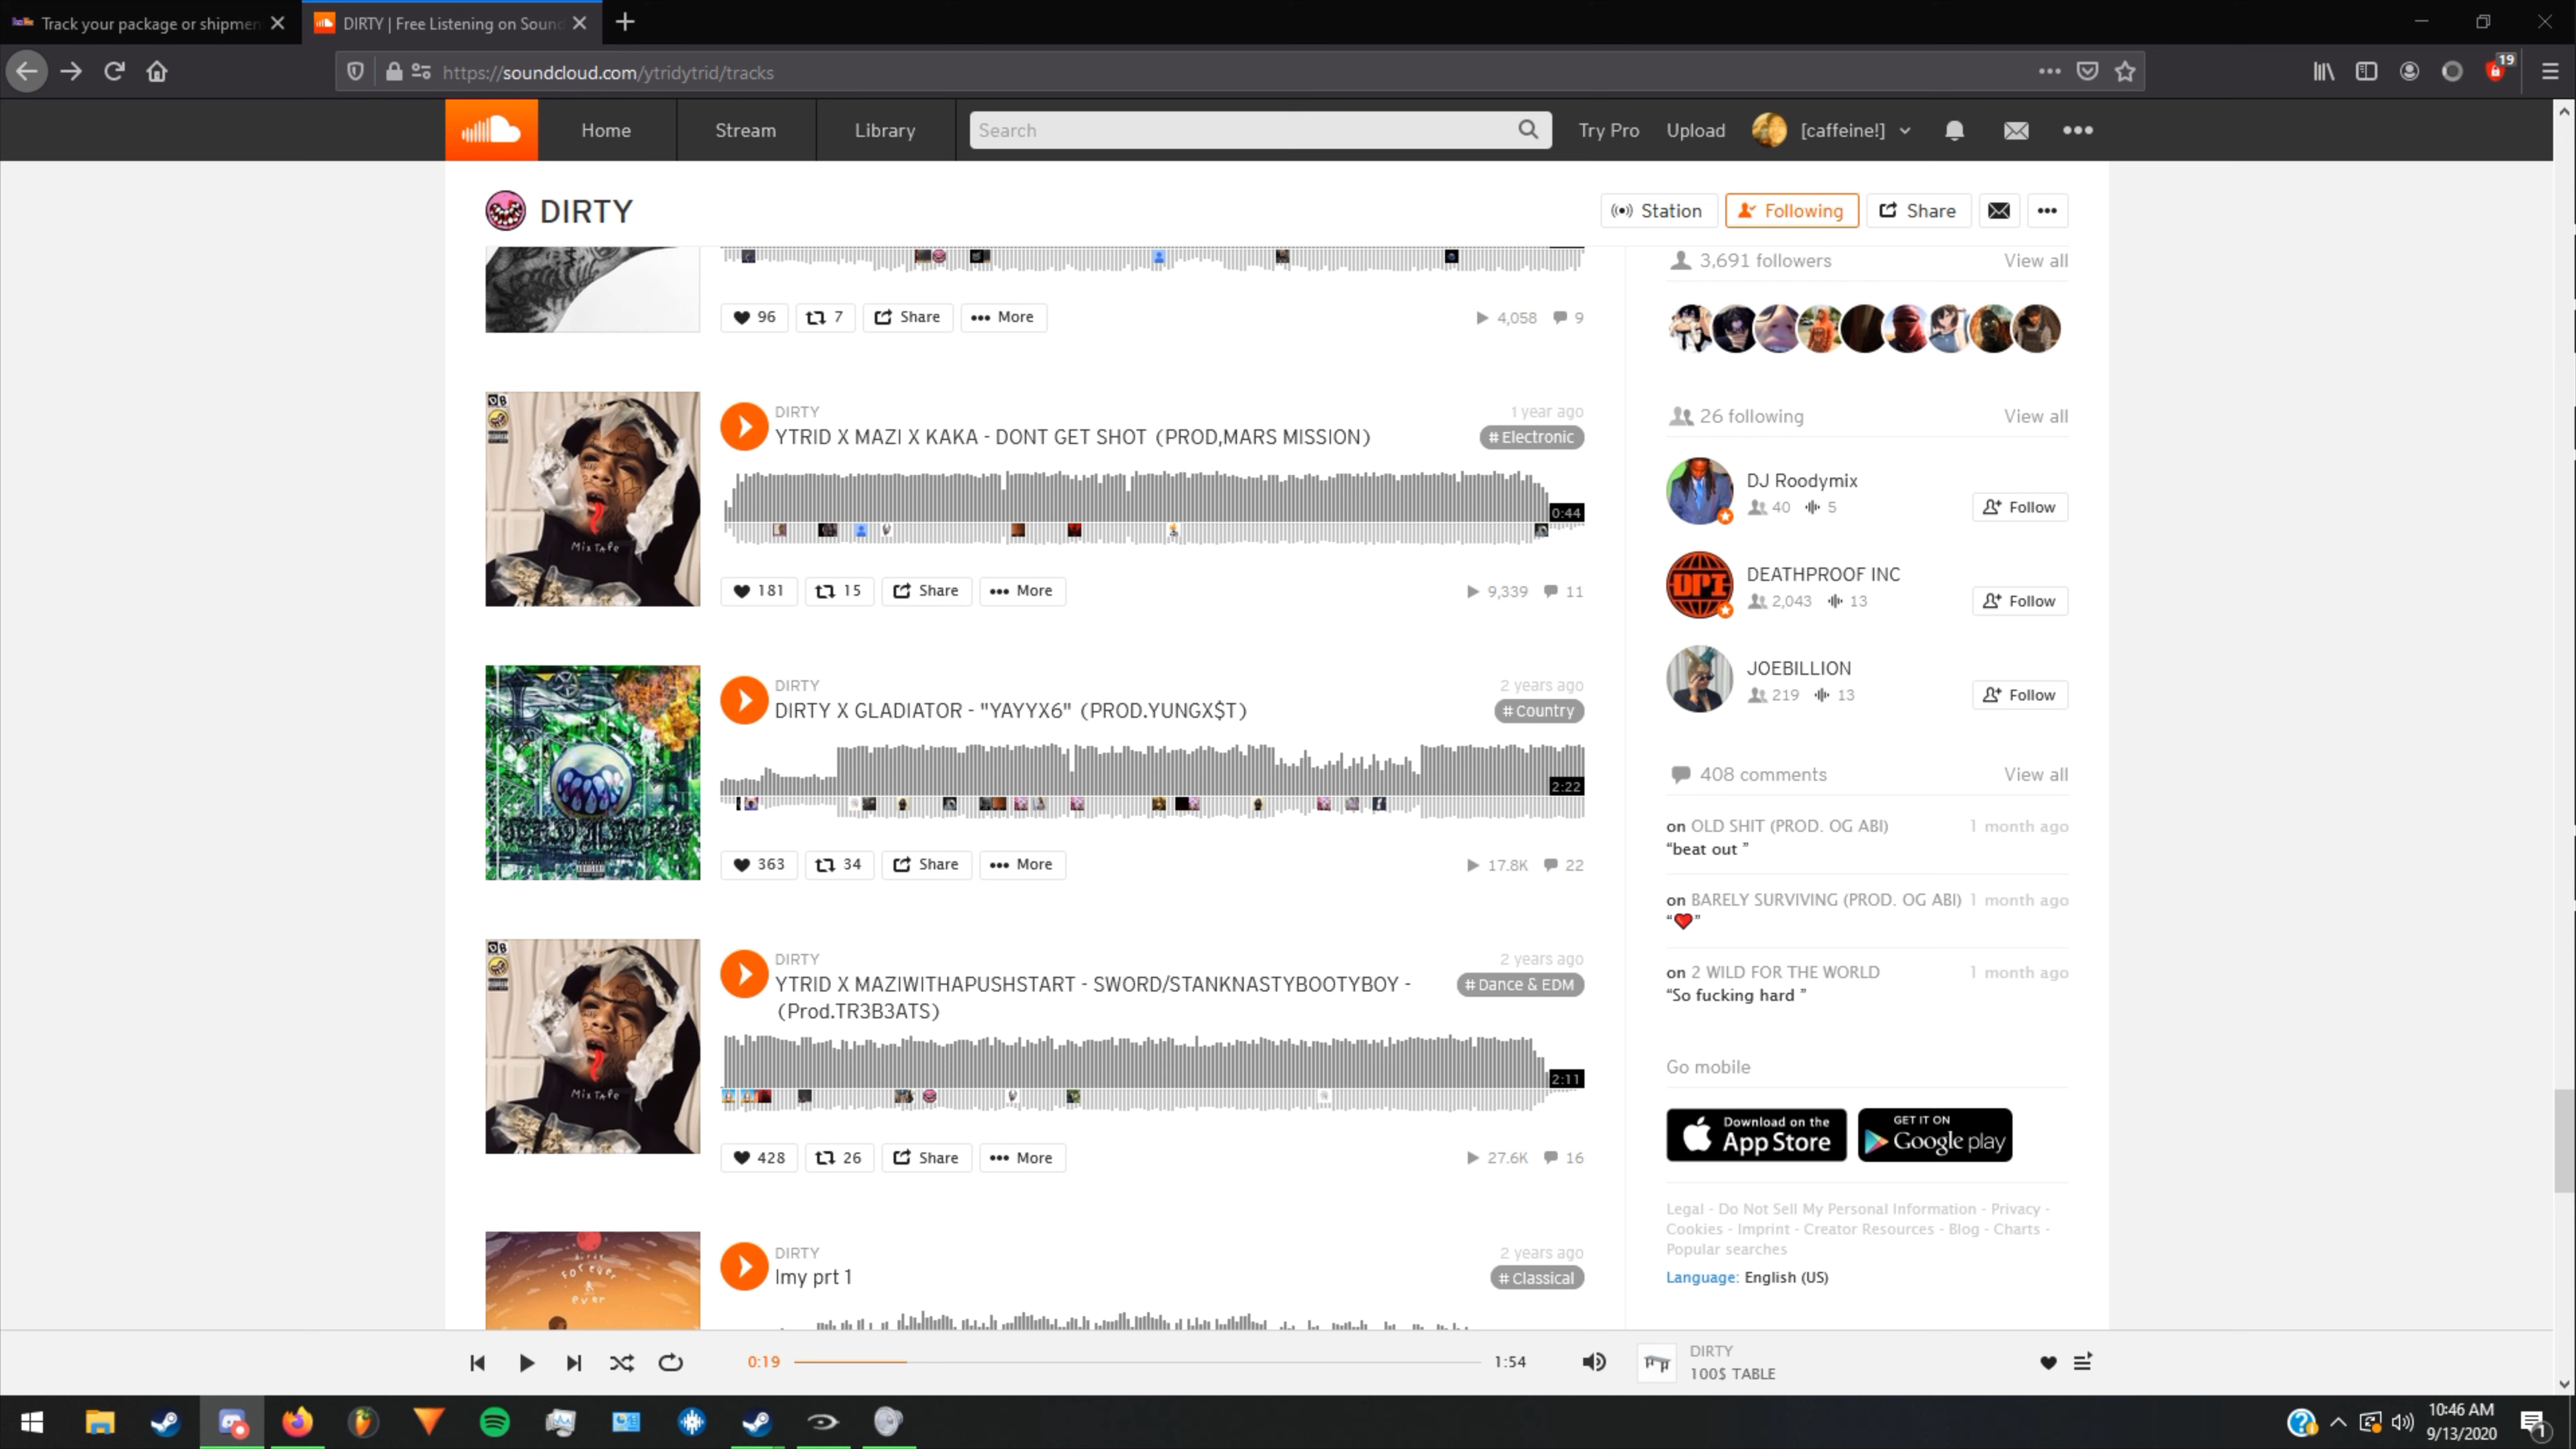 Track your package or shipmen
DIRTY | Free Listening on Sound
https://soundcloud.com/ytridytrid/tracks
19
Home
Stream
Library
Search
Try Pro
Upload
[caffeine!]
DIRTY
Station
Following
Share
96
7
Share
More
4,058
9
DIRTY
1 year ago
YTRID X MAZI X KAKA - DONT GET SHOT (PROD,MARS MISSION)
# Electronic
0:44
MixTApe
181
15
Share
More
9,339
11
DIRTY
2 years ago
DIRTY X GLADIATOR - "YAYYX6" (PROD.YUNGX$T)
# Country
2:22
363
34
Share
More
17.8K
22
DIRTY
2 years ago
YTRID X MAZIWITHAPUSHSTART - SWORD/STANKNASTYBOOTYBOY -
(Prod.TR3B3ATS)
# Dance & EDM
2:11
MixTApe
428
26
Share
More
27.6K
16
DIRTY
2 years ago
lmy prt 1
# Classical
forever
&
ever
3,691 followers
View all
26 following
View all
DJ Roodymix
40
5
Follow
DPI
DEATHPROOF INC
2,043
13
Follow
JOEBILLION
219
13
Follow
408 comments
View all
on OLD SHIT (PROD. OG ABI)
1 month ago
“beat out ”
on BARELY SURVIVING (PROD. OG ABI)
1 month ago
“❤”
on 2 WILD FOR THE WORLD
1 month ago
“So fucking hard ”
Go mobile
Download on the
App Store
GET IT ON
Google play
Legal - Do Not Sell My Personal Information - Privacy -
Cookies - Imprint - Creator Resources - Blog - Charts -
Popular searches
Language: English (US)
0:19
1:54
DIRTY
100$ TABLE
10:46 AM
9/13/2020
1